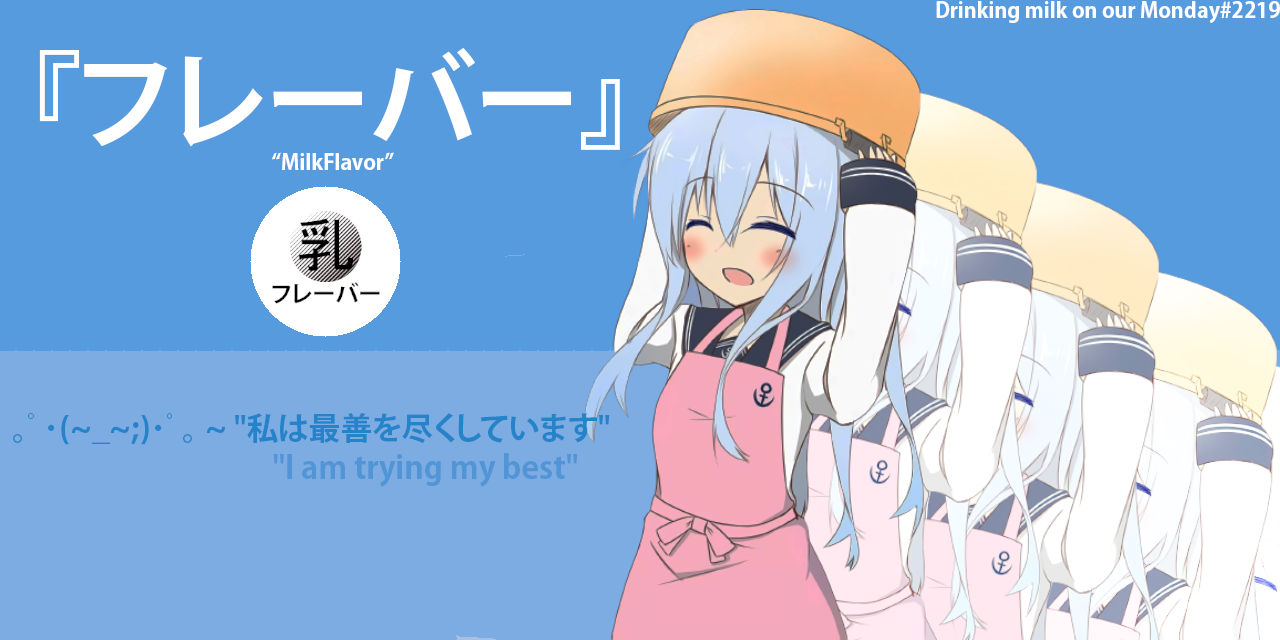 Drinking milk on our Monday#2219
『フレーバー』
“MilkFlavor”
乳
フレーバー
｡ﾟ･(~_~;)･ﾟ｡ ~ "私は最善を尽くしています"
"I am trying my best"